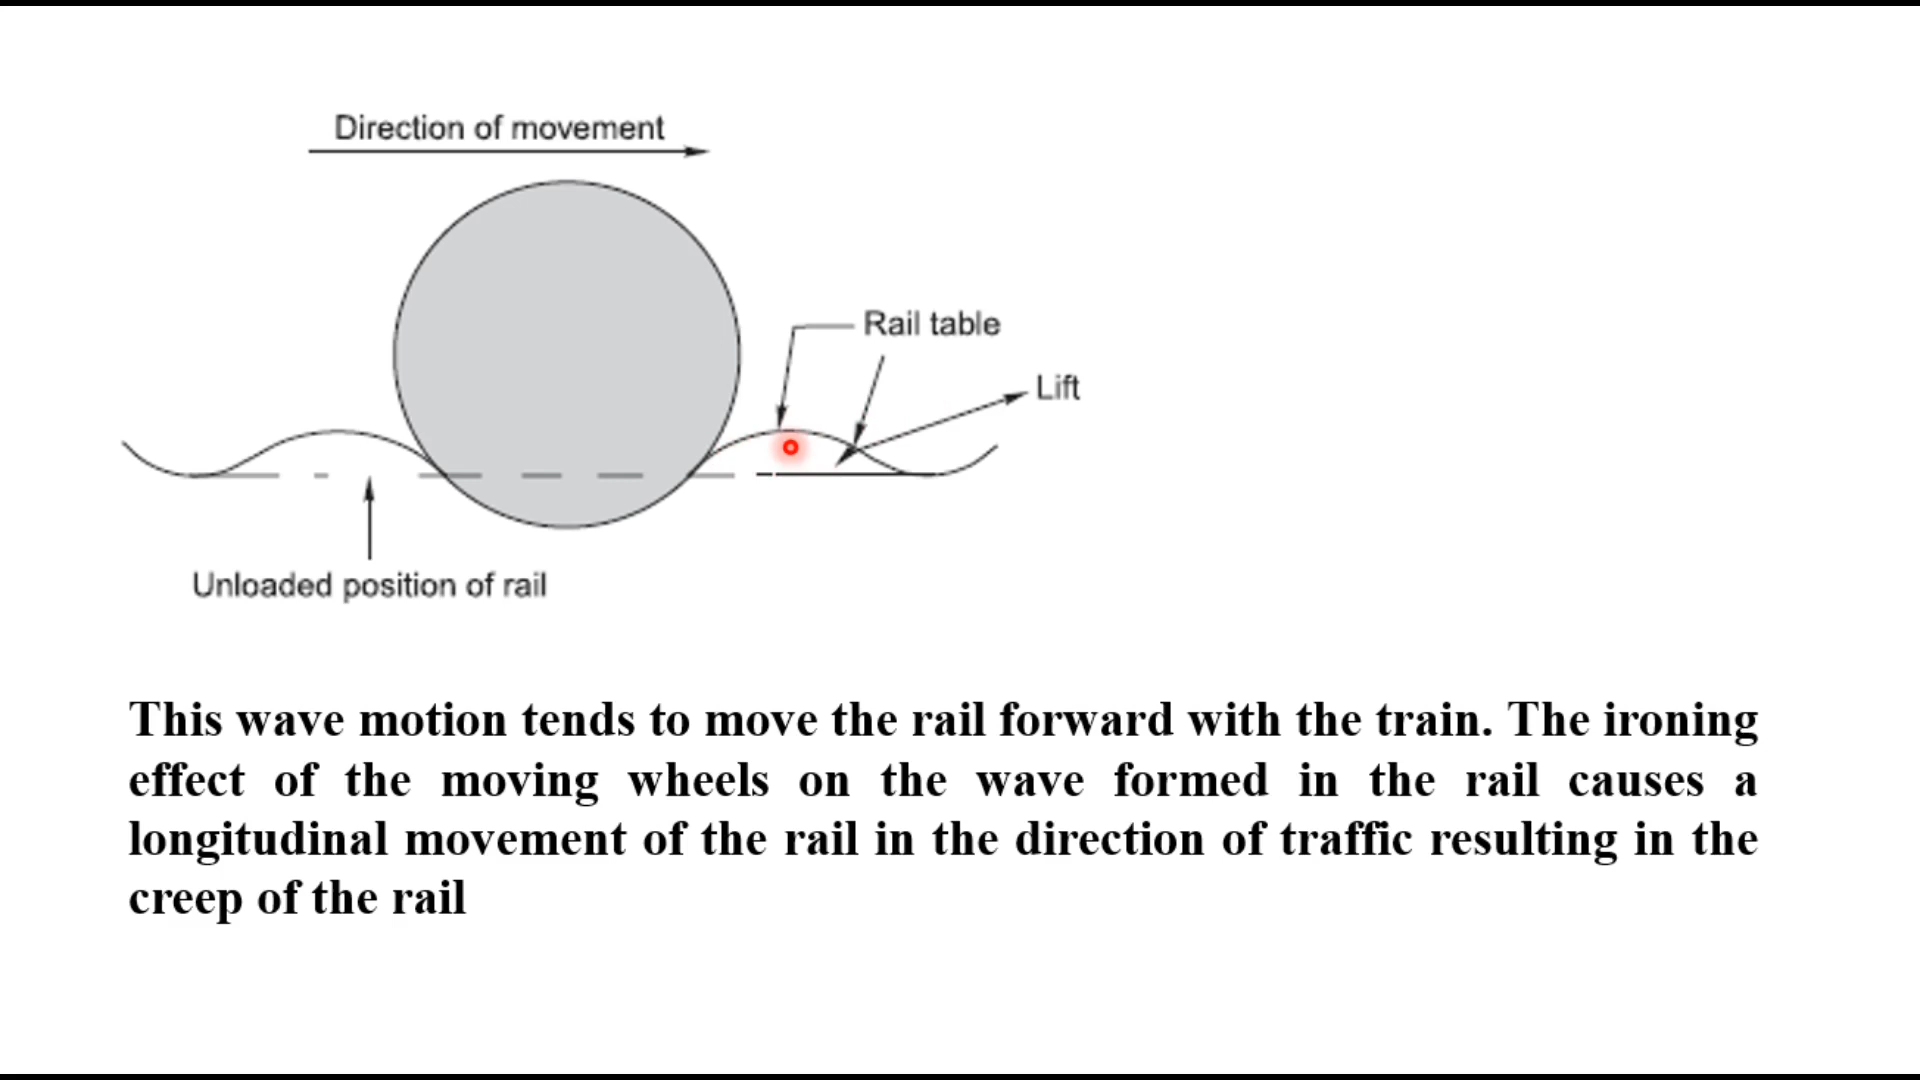 Direction of movement
Rail table
Lift
Unloaded position of rail
This wave motion tends to move the rail forward with the train. The ironing
effect of the moving wheels on the wave formed in the rail causes a
longitudinal movement of the rail in the direction of traffic resulting in the
creep of the rail